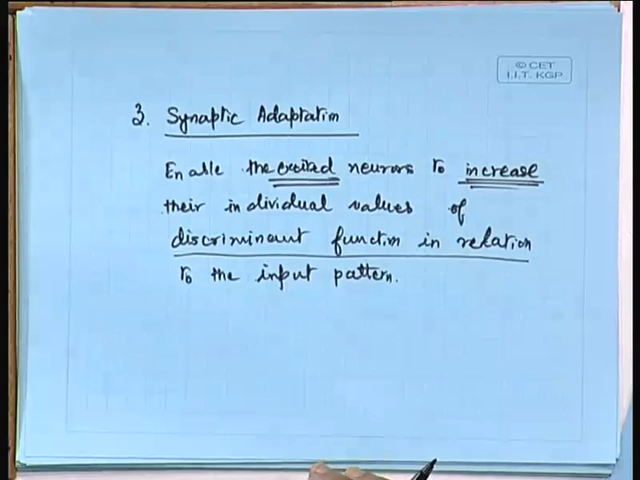 © CET
I.I.T. KGP
3. Synaptic Adaptation
Enable the excited neurons to increase
their individual values of
discriminant function in relation
to the input pattern.